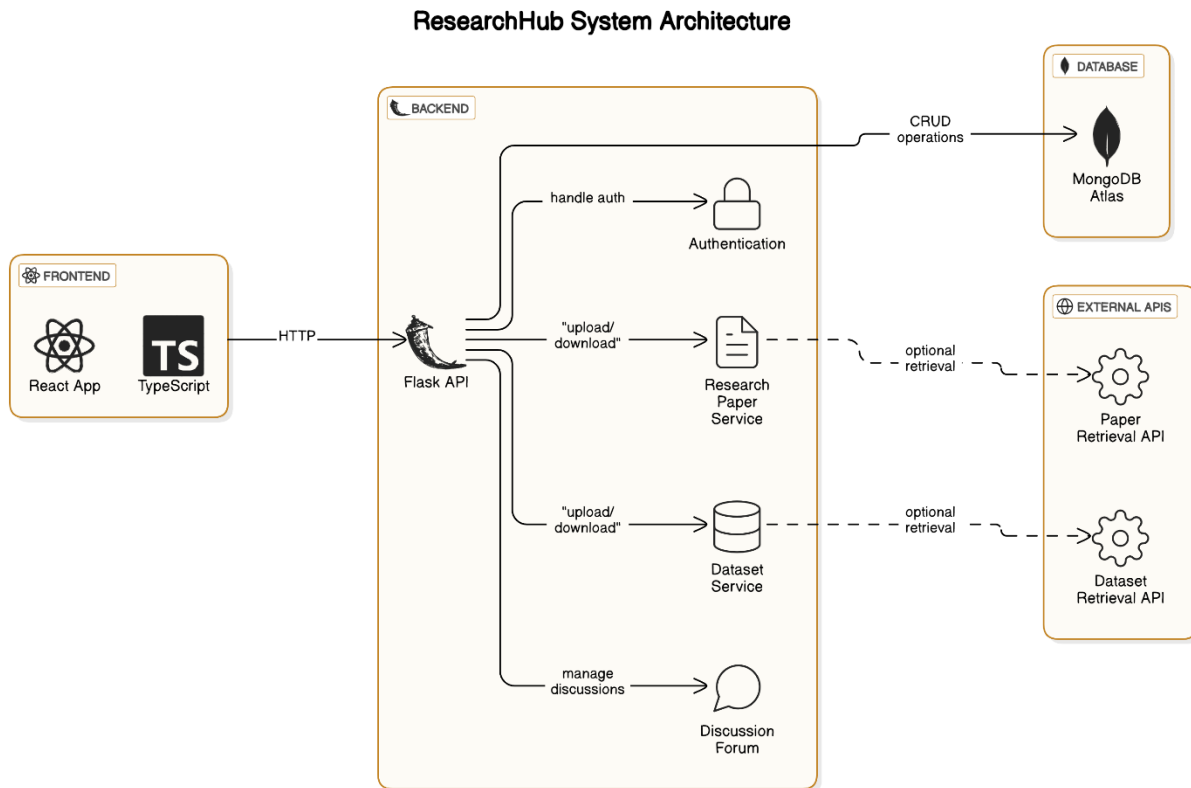 ResearchHub System Architecture
DATABASE
BACKEND
CRUD
operations
MongoDB
Atlas
handle auth
Authentication
FRONTEND
EXTERNAL APIS
TS
HTTP
"upload/
download"
optional
retrieval
React App
TypeScript
Flask API
Research
Paper
Service
Paper
Retrieval API
"upload/
download"
optional
retrieval
Dataset
Service
Dataset
Retrieval API
manage
discussions
Discussion
Forum